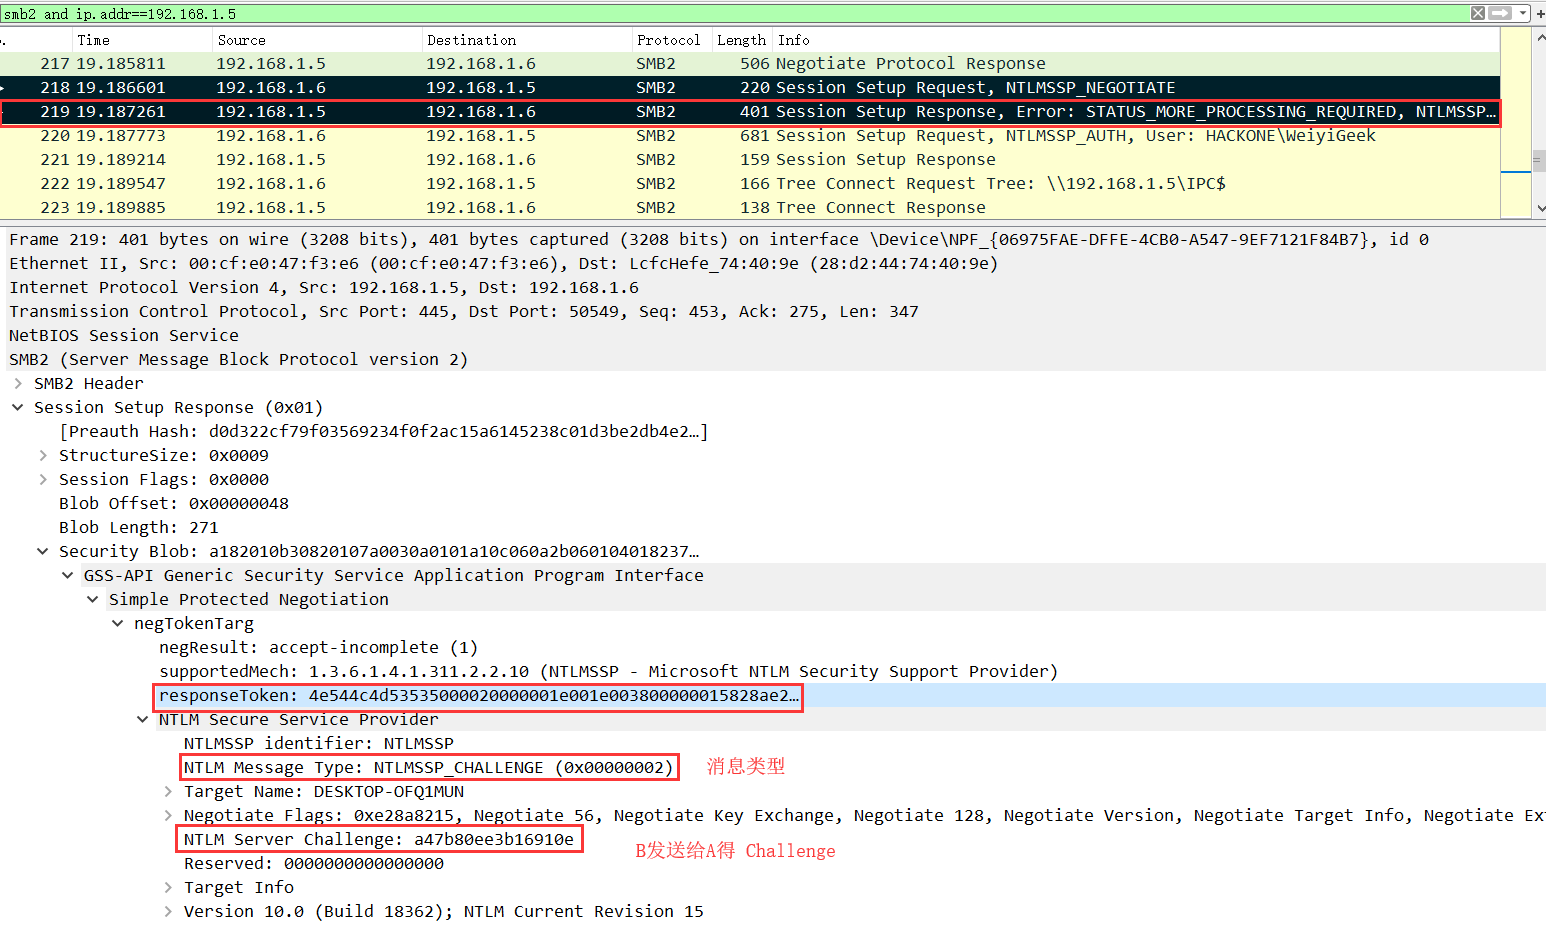 smb2 and ip.addr==192.168.1.5
. Time Source Destination Protocol Length Info
217 19.185811 192.168.1.5 192.168.1.6 SMB2 506 Negotiate Protocol Response
218 19.186601 192.168.1.6 192.168.1.5 SMB2 220 Session Setup Request, NTLMSSP_NEGOTIATE
219 19.187261 192.168.1.5 192.168.1.6 SMB2 401 Session Setup Response, Error: STATUS_MORE_PROCESSING_REQUIRED, NTLMSSP…
220 19.187773 192.168.1.6 192.168.1.5 SMB2 681 Session Setup Request, NTLMSSP_AUTH, User: HACKONE\WeiyiGeek
221 19.189214 192.168.1.5 192.168.1.6 SMB2 159 Session Setup Response
222 19.189547 192.168.1.6 192.168.1.5 SMB2 166 Tree Connect Request Tree: \\192.168.1.5\IPC$
223 19.189885 192.168.1.5 192.168.1.6 SMB2 138 Tree Connect Response
Frame 219: 401 bytes on wire (3208 bits), 401 bytes captured (3208 bits) on interface \Device\NPF_{06975FAE-DFFE-4CB0-A547-9EF7121F84B7}, id 0
Ethernet II, Src: 00:cf:e0:47:f3:e6 (00:cf:e0:47:f3:e6), Dst: LcfcHefe_74:40:9e (28:d2:44:74:40:9e)
Internet Protocol Version 4, Src: 192.168.1.5, Dst: 192.168.1.6
Transmission Control Protocol, Src Port: 445, Dst Port: 50549, Seq: 453, Ack: 275, Len: 347
NetBIOS Session Service
SMB2 (Server Message Block Protocol version 2)
SMB2 Header
Session Setup Response (0x01)
[Preauth Hash: d0d322cf79f03569234f0f2ac15a6145238c01d3be2db4e2…]
StructureSize: 0x0009
Session Flags: 0x0000
Blob Offset: 0x00000048
Blob Length: 271
Security Blob: a182010b30820107a0030a0101a10c060a2b060104018237…
GSS-API Generic Security Service Application Program Interface
Simple Protected Negotiation
negTokenTarg
negResult: accept-incomplete (1)
supportedMech: 1.3.6.1.4.1.311.2.2.10 (NTLMSSP - Microsoft NTLM Security Support Provider)
responseToken: 4e544c4d53535000020000001e001e003800000015828ae2…
NTLM Secure Service Provider
NTLMSSP identifier: NTLMSSP
NTLM Message Type: NTLMSSP_CHALLENGE (0x00000002) 消息类型
Target Name: DESKTOP-OFQ1MUN
Negotiate Flags: 0xe28a8215, Negotiate 56, Negotiate Key Exchange, Negotiate 128, Negotiate Version, Negotiate Target Info, Negotiate Ex
NTLM Server Challenge: a47b80ee3b16910e
B发送给A得 Challenge
Reserved: 0000000000000000
Target Info
Version 10.0 (Build 18362); NTLM Current Revision 15